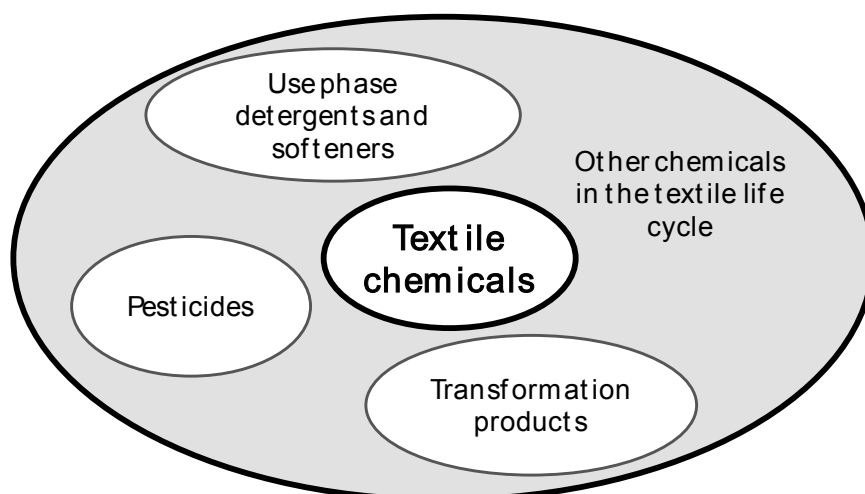 Use phase
detergents and
softeners
Other chemicals
in the textile life
cycle
Textile
chemicals
Pesticides
Transformation
products